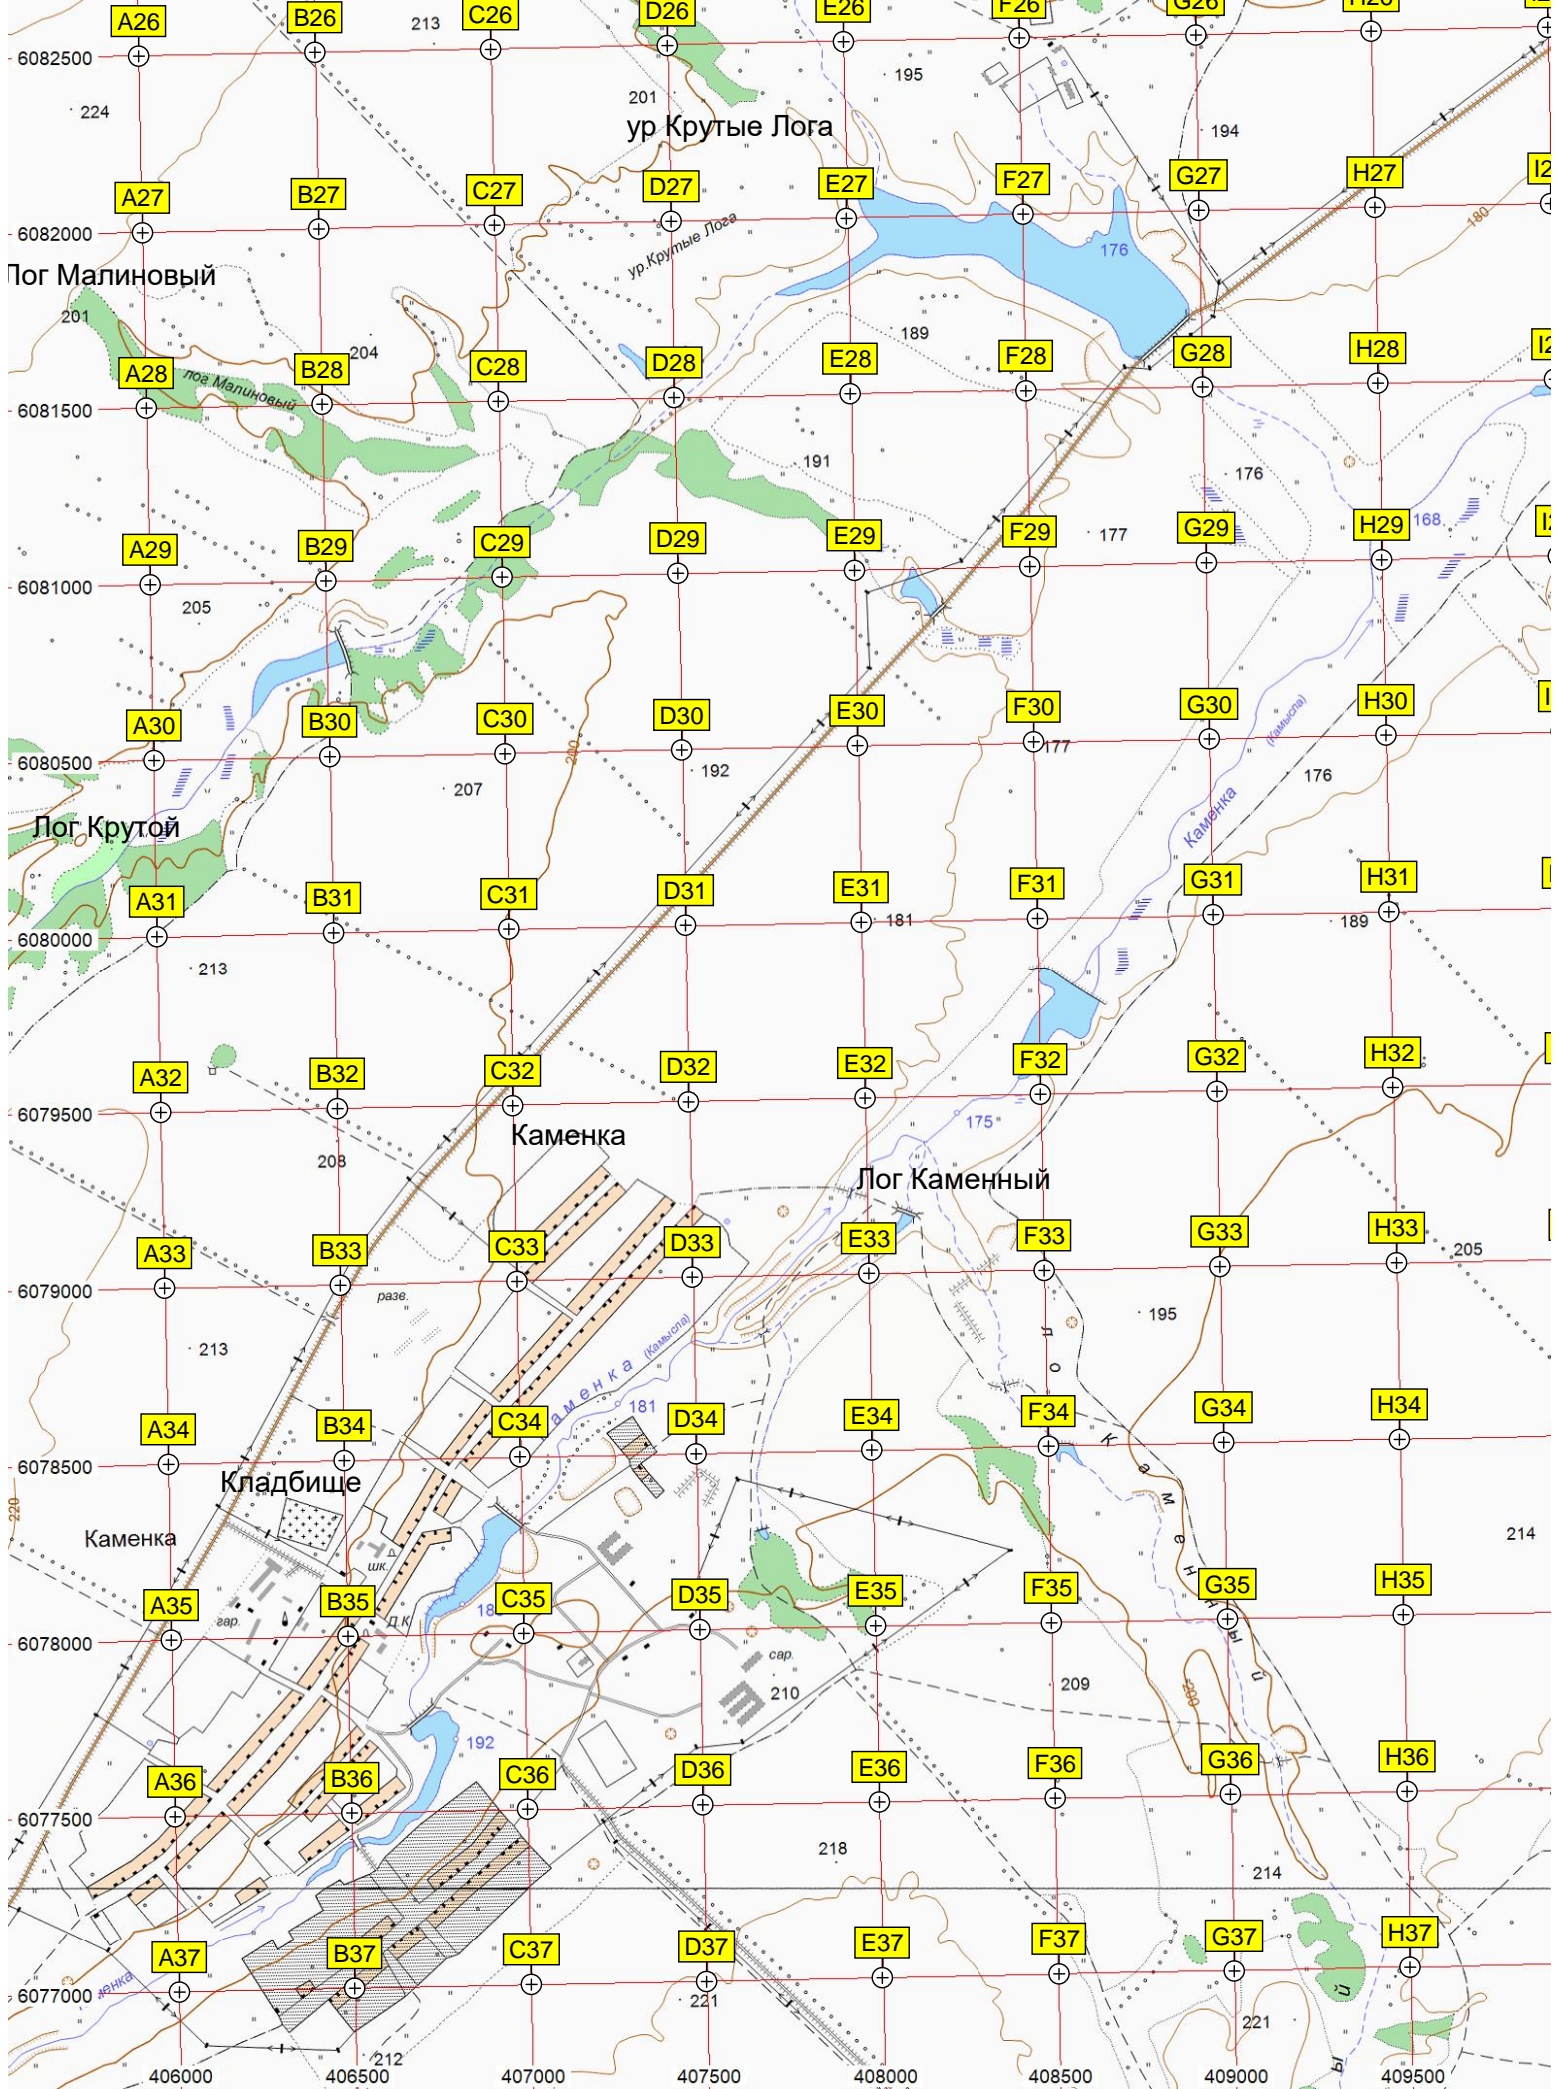 A26 B26 C26 D26 E26 F26 G26 H26
213
6082500
195
224
201
ур Крутые Лога
194
A27 B27 C27 D27 E27 F27 G27 H27
180
6082000
ур.Крутые Лога
176
Лог Малиновый
201
204
189
A28 B28 C28 D28 E28 F28 G28 H28
лог Малиновый
6081500
191
176
168
A29 B29 C29 D29 E29 F29 G29 H29
177
6081000
205
A30 B30 C30 D30 E30 F30 G30 H30
(Камысла)
200
177
6080500
192
176
207
Каменка
Лог Крутой
A31 B31 C31 D31 E31 F31 G31 H31
181
189
6080000
213
A32 B32 C32 D32 E32 F32 G32 H32
6079500
175
Каменка
208
Лог Каменный
A33 B33 C33 D33 E33 F33 G33 H33
205
6079000
разв.
195
213
(Камысла)
аменка
181
A34 B34 C34 D34 E34 F34 G34 H34
6078500
Кладбище
220
Каменка
214
шк.
A35 B35 C35 D35 E35 F35 G35 H35
гар.
Д.К
6078000
сар.
210
209
200
лог Каменный
192
A36 B36 C36 D36 E36 F36 G36 H36
6077500
218
214
A37 B37 C37 D37 E37 F37 G37 H37
менка
6077000
221
221
ый
212
406000 406500 407000 407500 408000 408500 409000 409500